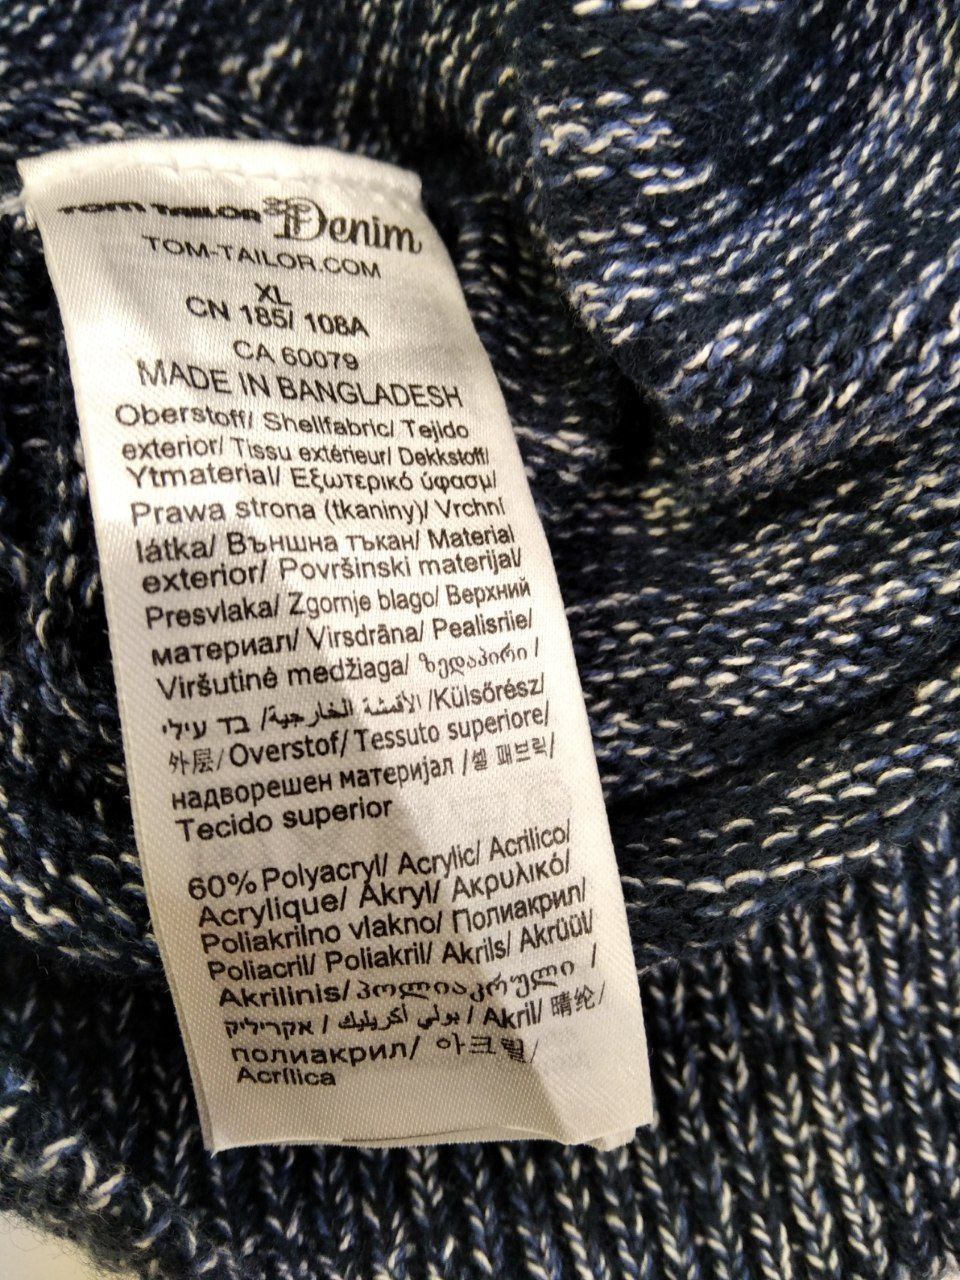 TOM TAILOR Denim
TOM-TAILOR.COM
XL
CN 185/ 108A
CA 60079
MADE IN BANGLADESH
Oberstoff/ Shellfabric/ Tejido
exterior/ Tissu extérieur/ Dekkstoff/
Ytmaterial/ Εξωτερικό ύφασμ/
Prawa strona (tkaniny)/ Vrchní
látka/ Външна тъкан/ Material
exterior/ Površinski materijal/
Presvlaka/ Zgornje blago/ Верхний
материал/ Virsdrāna/ Pealisriie/
Viršutinė medžiaga/ ზედაპირი /
בד עילי /الأقمشة الخارجية /Külsőrész/
外层/ Overstof/ Tessuto superiore/
надворешен материјал /셀 패브릭/
Tecido superior
60% Polyacryl/ Acrylic/ Acrilico/
Acrylique/ Akryl/ Ακρυλικό/
Poliakrilno vlakno/ Полиакрил/
Poliacril/ Poliakril/ Akrils/ Akrüül/
Akrilinis/ პოლიაკრული /
אקריליק / بولي أكريليك / Akril/ 晴纶/
полиакрил/ 아크릴/
Acrílica